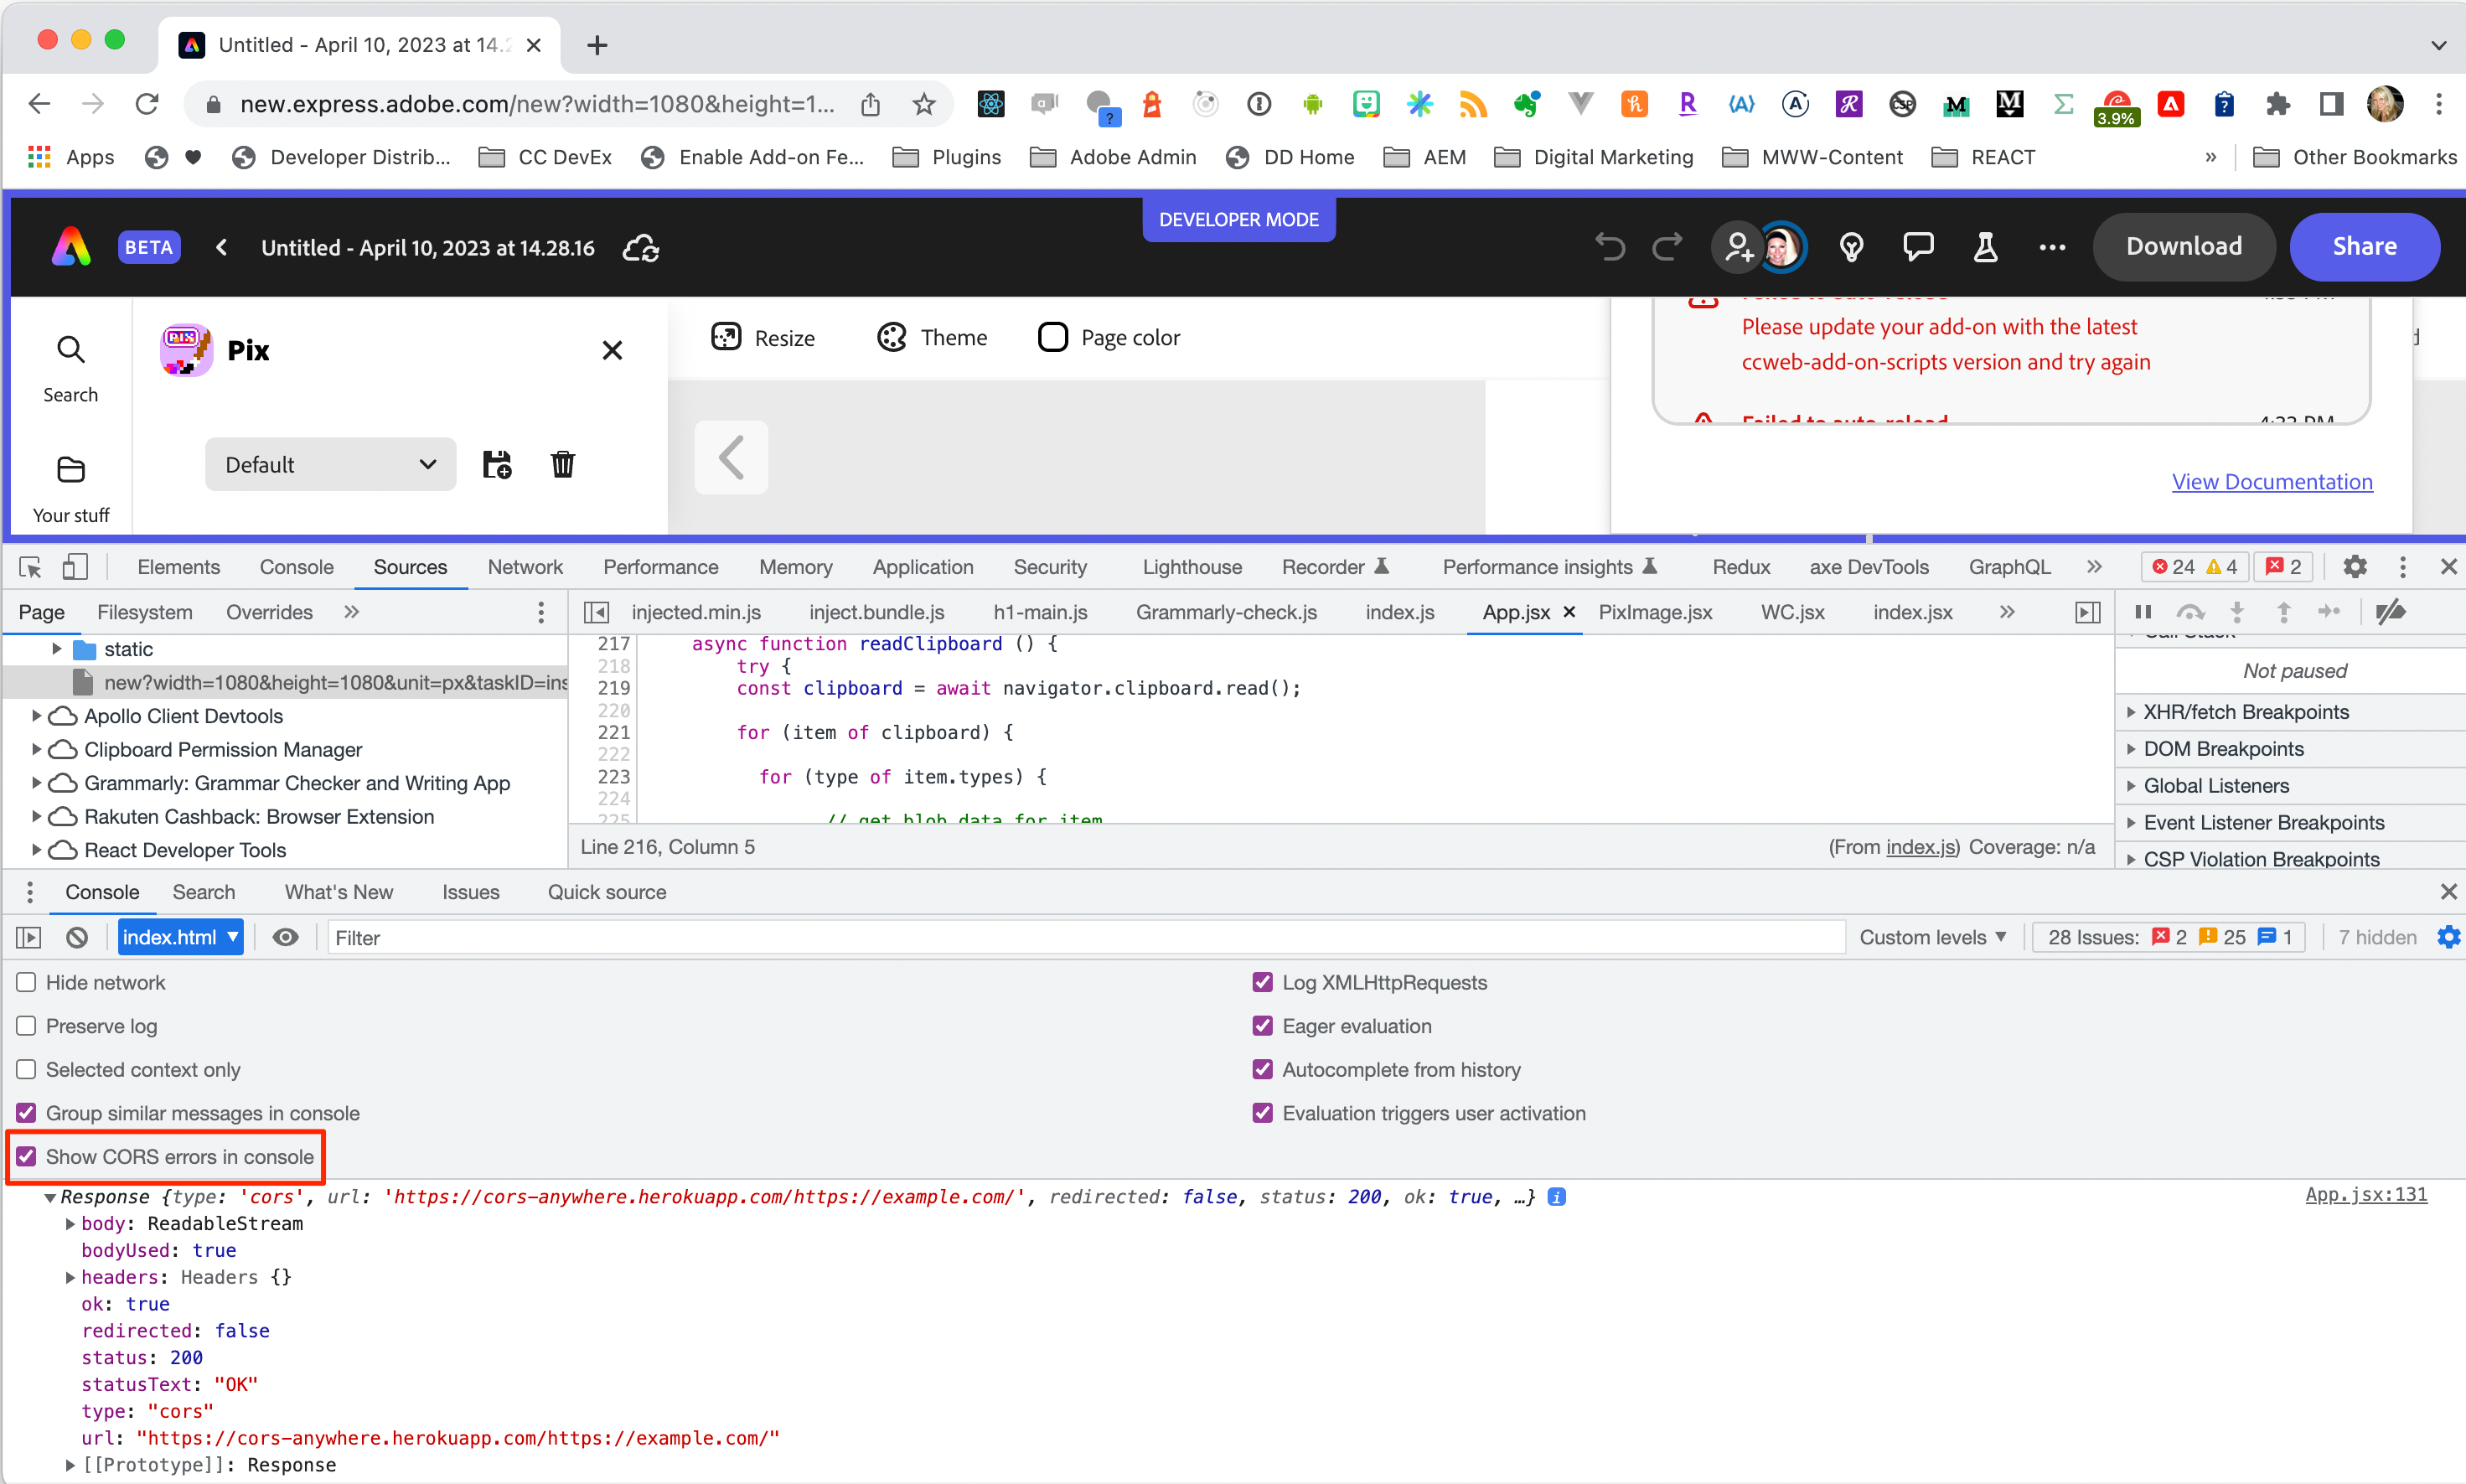 Untitled - April 10, 2023 at 14.2
new.express.adobe.com/new?width=1080&height=1...
3.9%
Apps Developer Distrib... CC DevEx Enable Add-on Fe... Plugins Adobe Admin DD Home AEM Digital Marketing MWW-Content REACT » Other Bookmarks
DEVELOPER MODE
BETA Untitled - April 10, 2023 at 14.28.16 Download Share
Search
Your stuff
PIX
Pix
Default
Resize Theme Page color
Please update your add-on with the latest
ccweb-add-on-scripts version and try again
Failed to auto-reload 4:33 PM
View Documentation
Elements Console Sources Network Performance Memory Application Security Lighthouse Recorder Performance insights Redux axe DevTools GraphQL » 24 4 2
Page Filesystem Overrides »
injected.min.js inject.bundle.js h1-main.js Grammarly-check.js index.js App.jsx PixImage.jsx WC.jsx index.jsx »
static
new?width=1080&height=1080&unit=px&taskID=ins
Apollo Client Devtools
Clipboard Permission Manager
Grammarly: Grammar Checker and Writing App
Rakuten Cashback: Browser Extension
React Developer Tools
217 async function readClipboard () {
218 try {
219 const clipboard = await navigator.clipboard.read();
220
221 for (item of clipboard) {
222
223 for (type of item.types) {
224
225 // get blob data for item
Line 216, Column 5 (From index.js) Coverage: n/a
Call Stack
Not paused
XHR/fetch Breakpoints
DOM Breakpoints
Global Listeners
Event Listener Breakpoints
CSP Violation Breakpoints
Console Search What's New Issues Quick source
index.html Filter Custom levels 28 Issues: 2 25 1 7 hidden
Hide network
Preserve log
Selected context only
Group similar messages in console
Show CORS errors in console
Log XMLHttpRequests
Eager evaluation
Autocomplete from history
Evaluation triggers user activation
Response {type: 'cors', url: 'https://cors-anywhere.herokuapp.com/https://example.com/', redirected: false, status: 200, ok: true, …} App.jsx:131
body: ReadableStream
bodyUsed: true
headers: Headers {}
ok: true
redirected: false
status: 200
statusText: "OK"
type: "cors"
url: "https://cors-anywhere.herokuapp.com/https://example.com/"
[[Prototype]]: Response